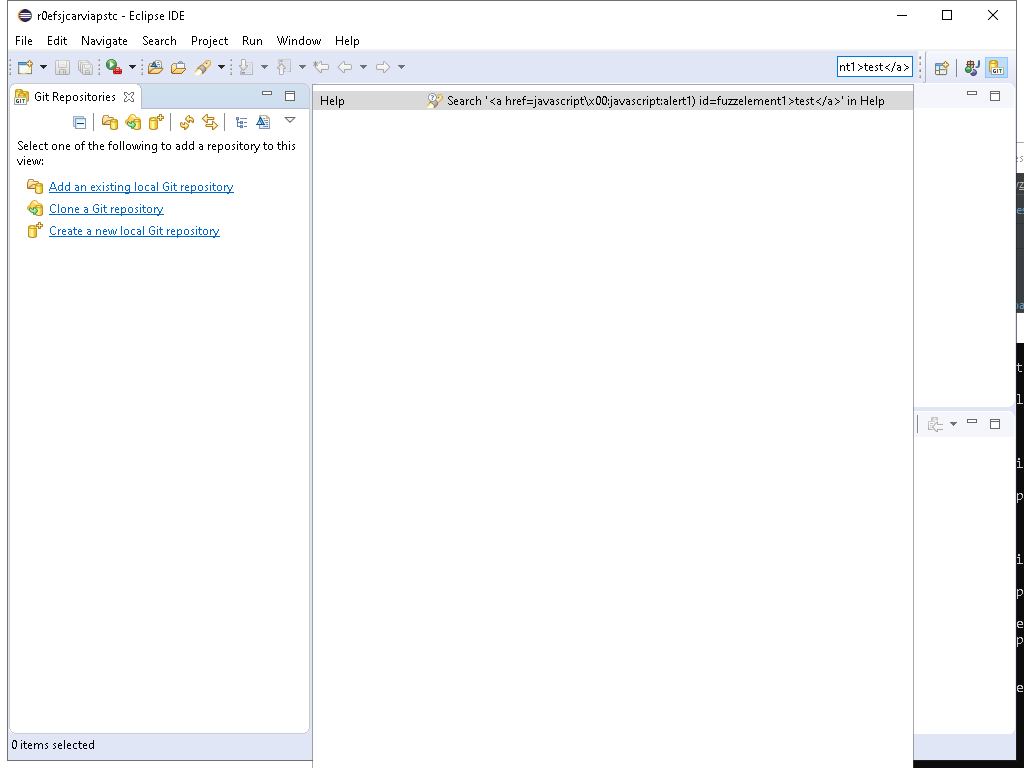 r0efsjcarviapstc - Eclipse IDE
File Edit Navigate Search Project Run Window Help
nt1>test</a>
Git Repositories
Help Search '<a href=javascript\x00:javascript:alert1) id=fuzzelement1>test</a>' in Help
Select one of the following to add a repository to this
view:
Add an existing local Git repository
Clone a Git repository
Create a new local Git repository
0 items selected